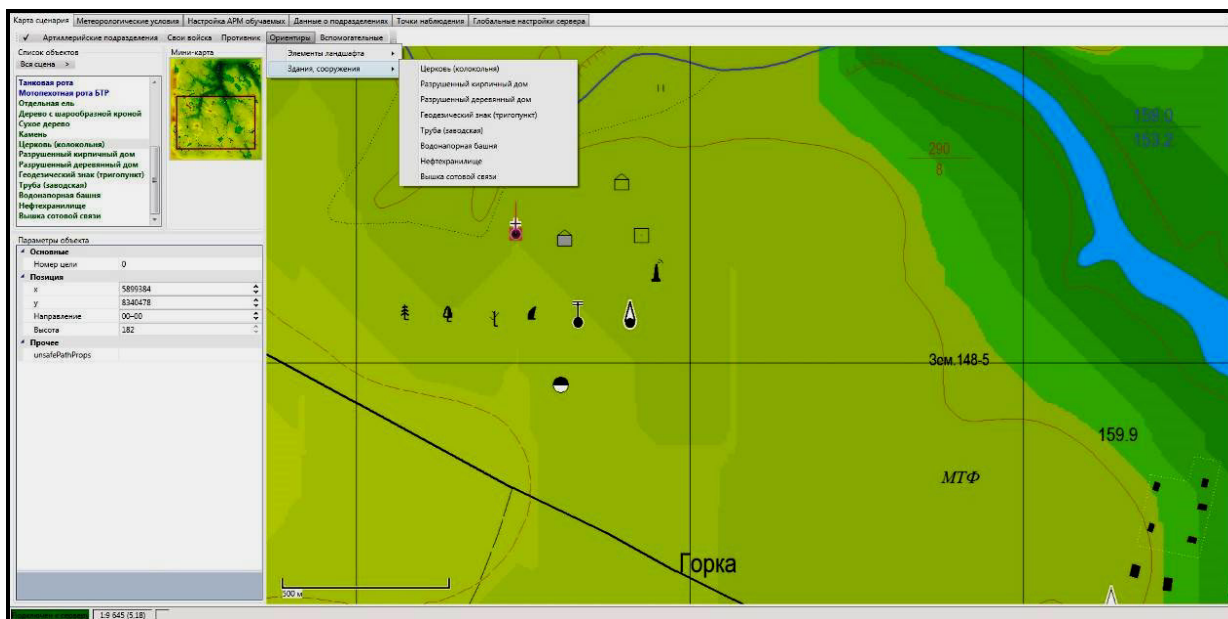 Карта сценария Метеорологические условия Настройка АРМ обучаемых Данные о подразделениях Точки наблюдения Глобальные настройки сервера
✓ Артиллерийские подразделения Свои войска Противник Ориентиры Вспомогательные
Список объектов
Вся сцена >
Танковая рота
Мотопехотная рота БТР
Отдельная ель
Дерево с шарообразной кроной
Сухое дерево
Камень
Церковь (колокольня)
Разрушенный кирпичный дом
Разрушенный деревянный дом
Геодезический знак (тригопункт)
Труба (заводская)
Водонапорная башня
Нефтехранилище
Вышка сотовой связи
Мини-карта
Элементы ландшафта
Здания, сооружения
Церковь (колокольня)
Разрушенный кирпичный дом
Разрушенный деревянный дом
Геодезический знак (тригопункт)
Труба (заводская)
Водонапорная башня
Нефтехранилище
Вышка сотовой связи
Параметры объекта
Основные
Номер цели 0
Позиция
x 5899384
y 8340478
Направление 00-00
Высота 182
Прочее
unsafePathProps
290
8
156.0
153.2
Зем.148-5
159.9
МТФ
Горка
500 м
1:9 645 (5,18)